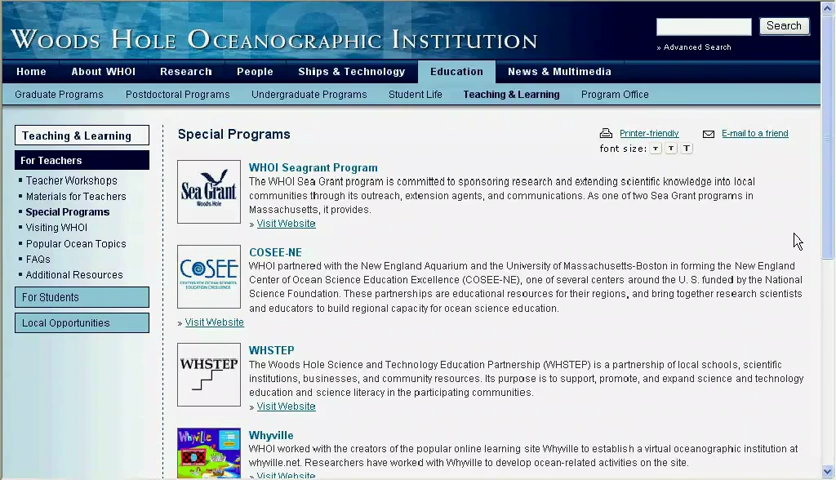 WOODS HOLE OCEANOGRAPHIC INSTITUTION
Search
» Advanced Search
Home About WHOI Research People Ships & Technology Education News & Multimedia
Graduate Programs Postdoctoral Programs Undergraduate Programs Student Life Teaching & Learning Program Office
Teaching & Learning
For Teachers
Teacher Workshops
Materials for Teachers
Special Programs
Visiting WHOI
Popular Ocean Topics
FAQs
Additional Resources
For Students
Local Opportunities
Special Programs
Printer-friendly E-mail to a friend
font size: T T T
Sea Grant
Woods Hole
WHOI Seagrant Program
The WHOI Sea Grant program is committed to sponsoring research and extending scientific knowledge into local
communities through its outreach, extension agents, and communications. As one of two Sea Grant programs in
Massachusetts, it provides.
» Visit Website
COSEE
COSEE-NE
WHOI partnered with the New England Aquarium and the University of Massachusetts-Boston in forming the New England
Center of Ocean Science Education Excellence (COSEE-NE), one of several centers around the U. S. funded by the National
Science Foundation. These partnerships are educational resources for their regions, and bring together research scientists
and educators to build regional capacity for ocean science education.
» Visit Website
WHSTEP
WHSTEP
The Woods Hole Science and Technology Education Partnership (WHSTEP) is a partnership of local schools, scientific
institutions, businesses, and community resources. Its purpose is to support, promote, and expand science and technology
education and science literacy in the participating communities.
» Visit Website
Whyville
Whyville
WHOI worked with the creators of the popular online learning site Whyville to establish a virtual oceanographic institution at
whyville.net. Researchers have worked with Whyville to develop ocean-related activities on the site.
» Visit Website